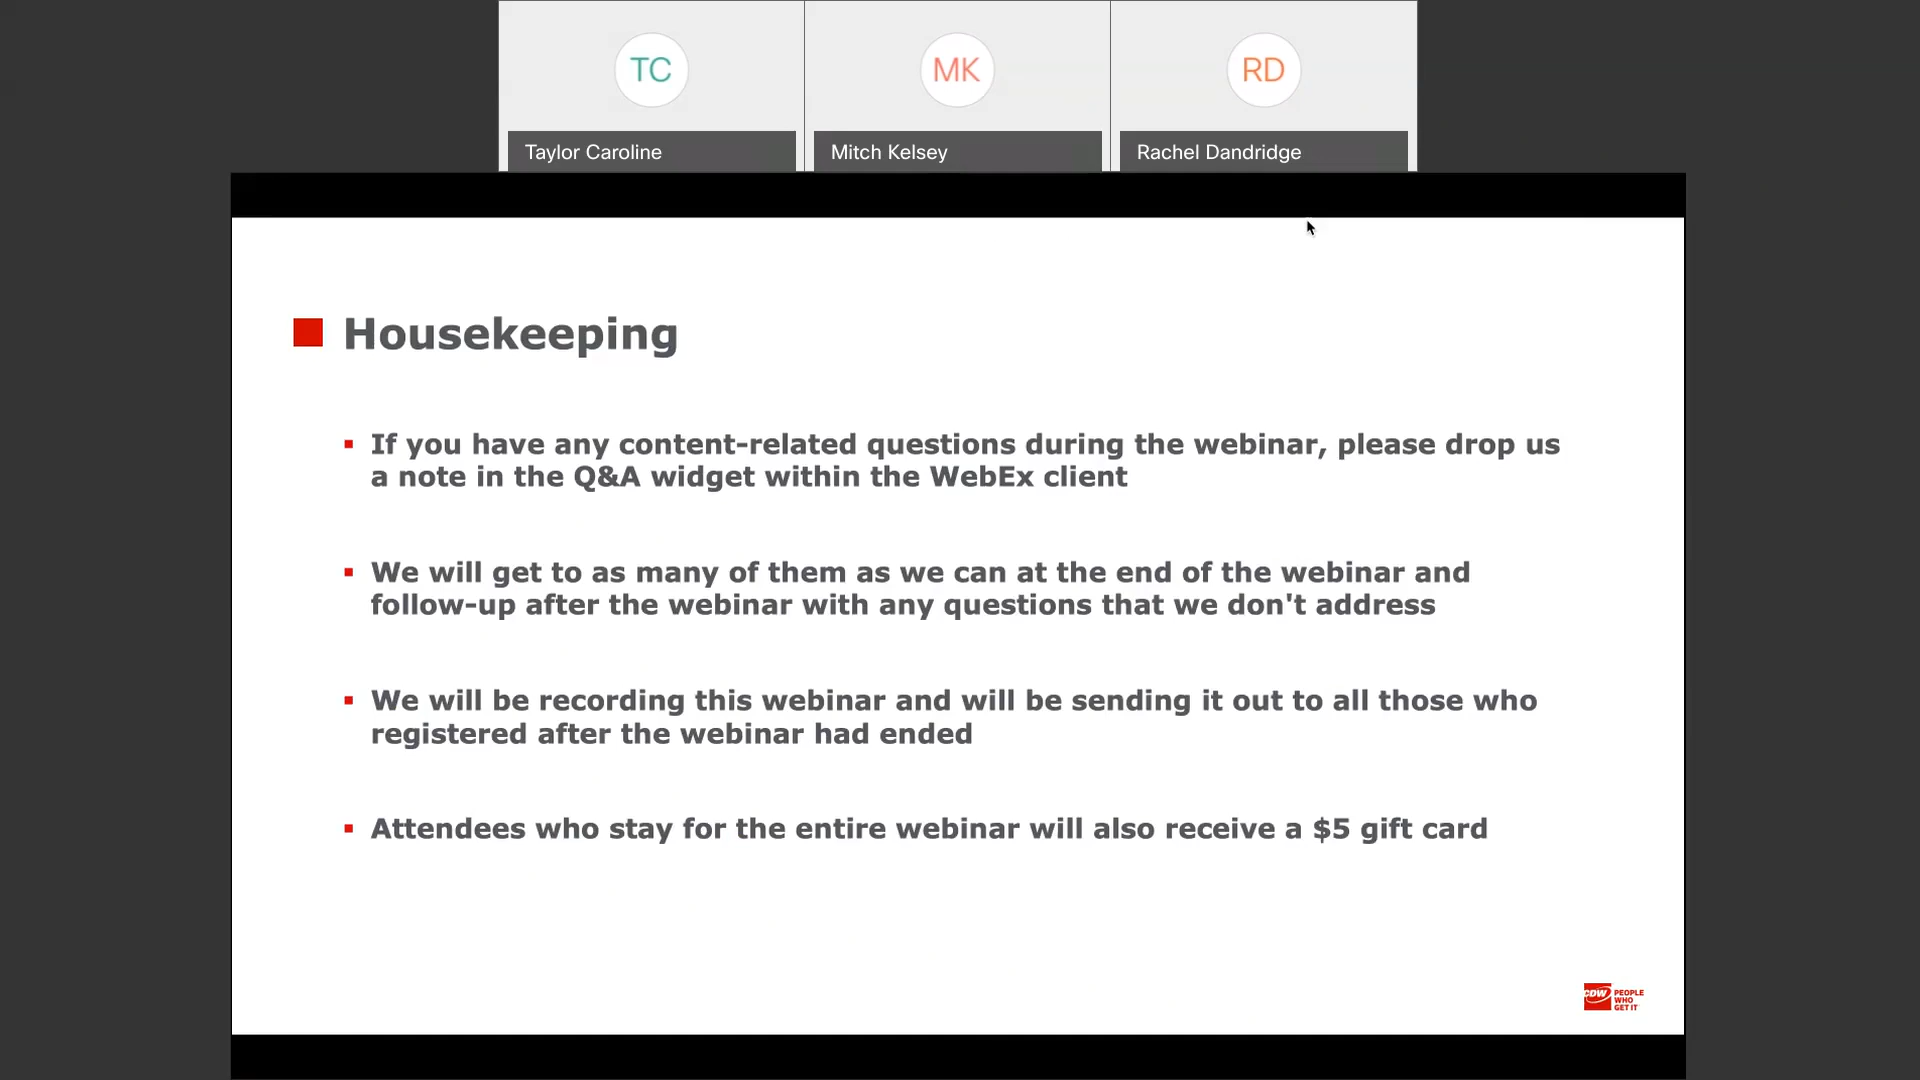 TC
MK
RD
Taylor Caroline
Mitch Kelsey
Rachel Dandridge
Housekeeping
If you have any content-related questions during the webinar, please drop us
a note in the Q&A widget within the WebEx client
We will get to as many of them as we can at the end of the webinar and
follow-up after the webinar with any questions that we don't address
We will be recording this webinar and will be sending it out to all those who
registered after the webinar had ended
Attendees who stay for the entire webinar will also receive a $5 gift card
CDW
PEOPLE
WHO
GET IT